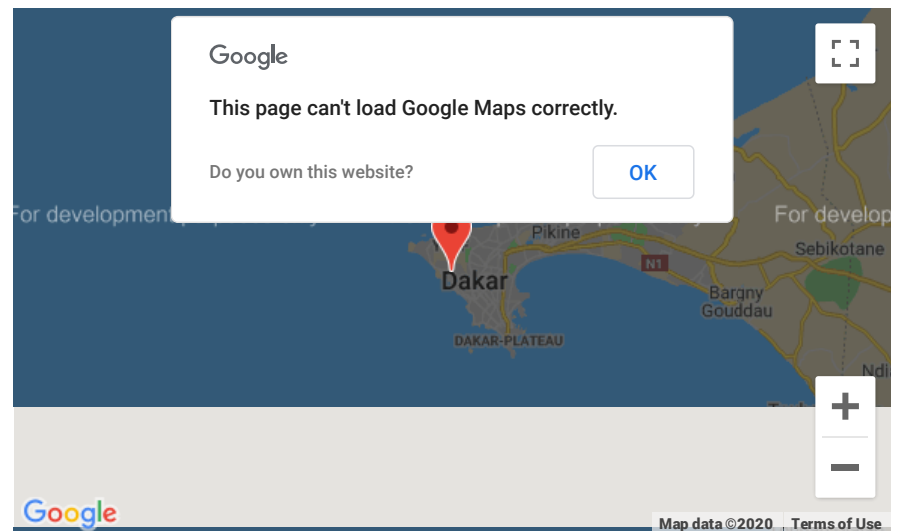 Google
This page can't load Google Maps correctly.
Do you own this website?
OK
For development
For develop
Pikine
Sebikotane
N1
Dakar
Bargny
Gouddau
DAKAR-PLATEAU
Ndi
Google
Map data ©2020
Terms of Use